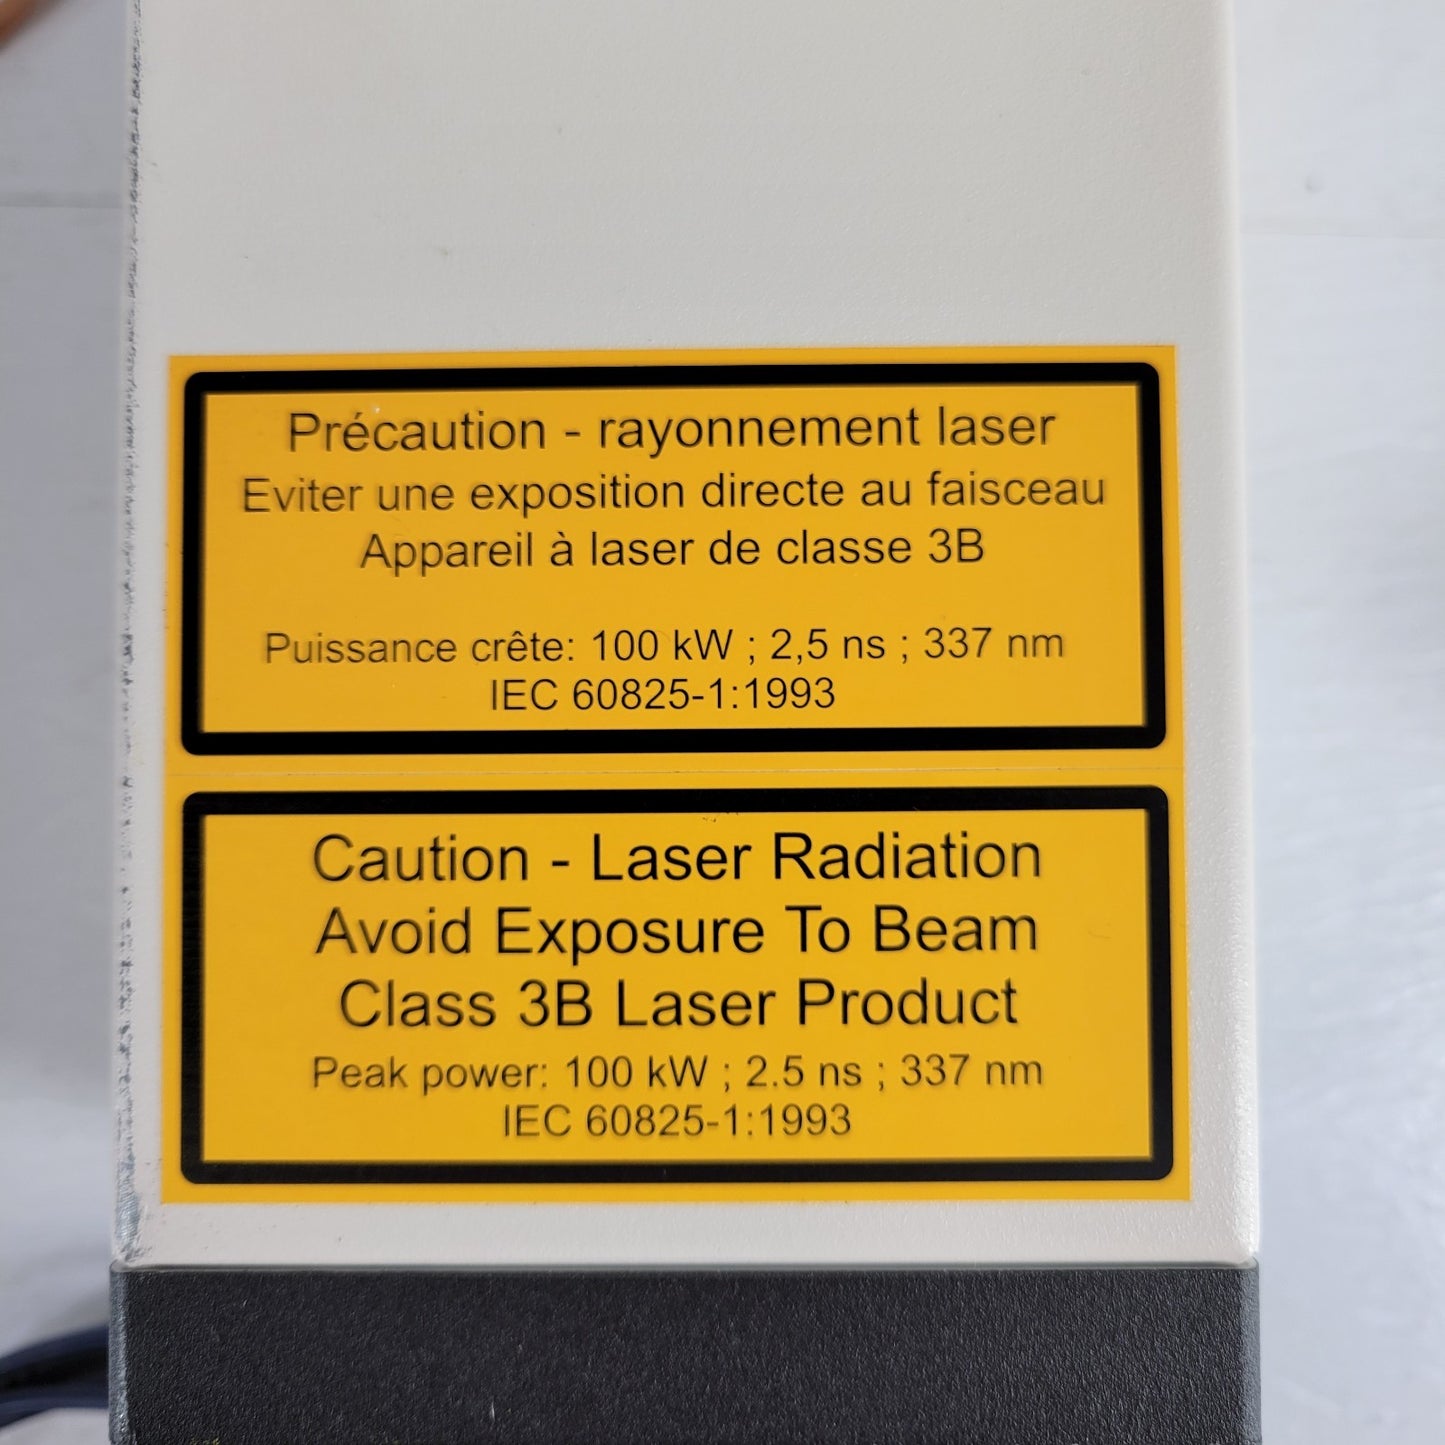 Précaution - rayonnement laser
Eviter une exposition directe au faisceau
Appareil à laser de classe 3B
Puissance crête: 100 kW ; 2,5 ns ; 337 nm
IEC 60825-1:1993
Caution - Laser Radiation
Avoid Exposure To Beam
Class 3B Laser Product
Peak power: 100 kW ; 2.5 ns ; 337 nm
IEC 60825-1:1993